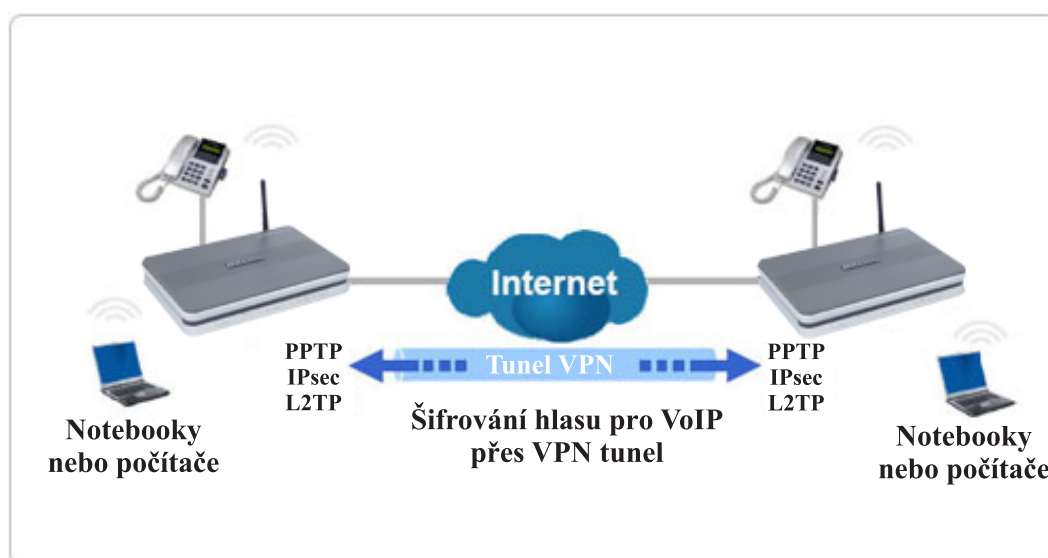 Internet
PPTP
IPsec
L2TP
Tunel VPN
PPTP
IPsec
L2TP
Šifrování hlasu pro VoIP
přes VPN tunel
Notebooky
nebo počítače
Notebooky
nebo počítače